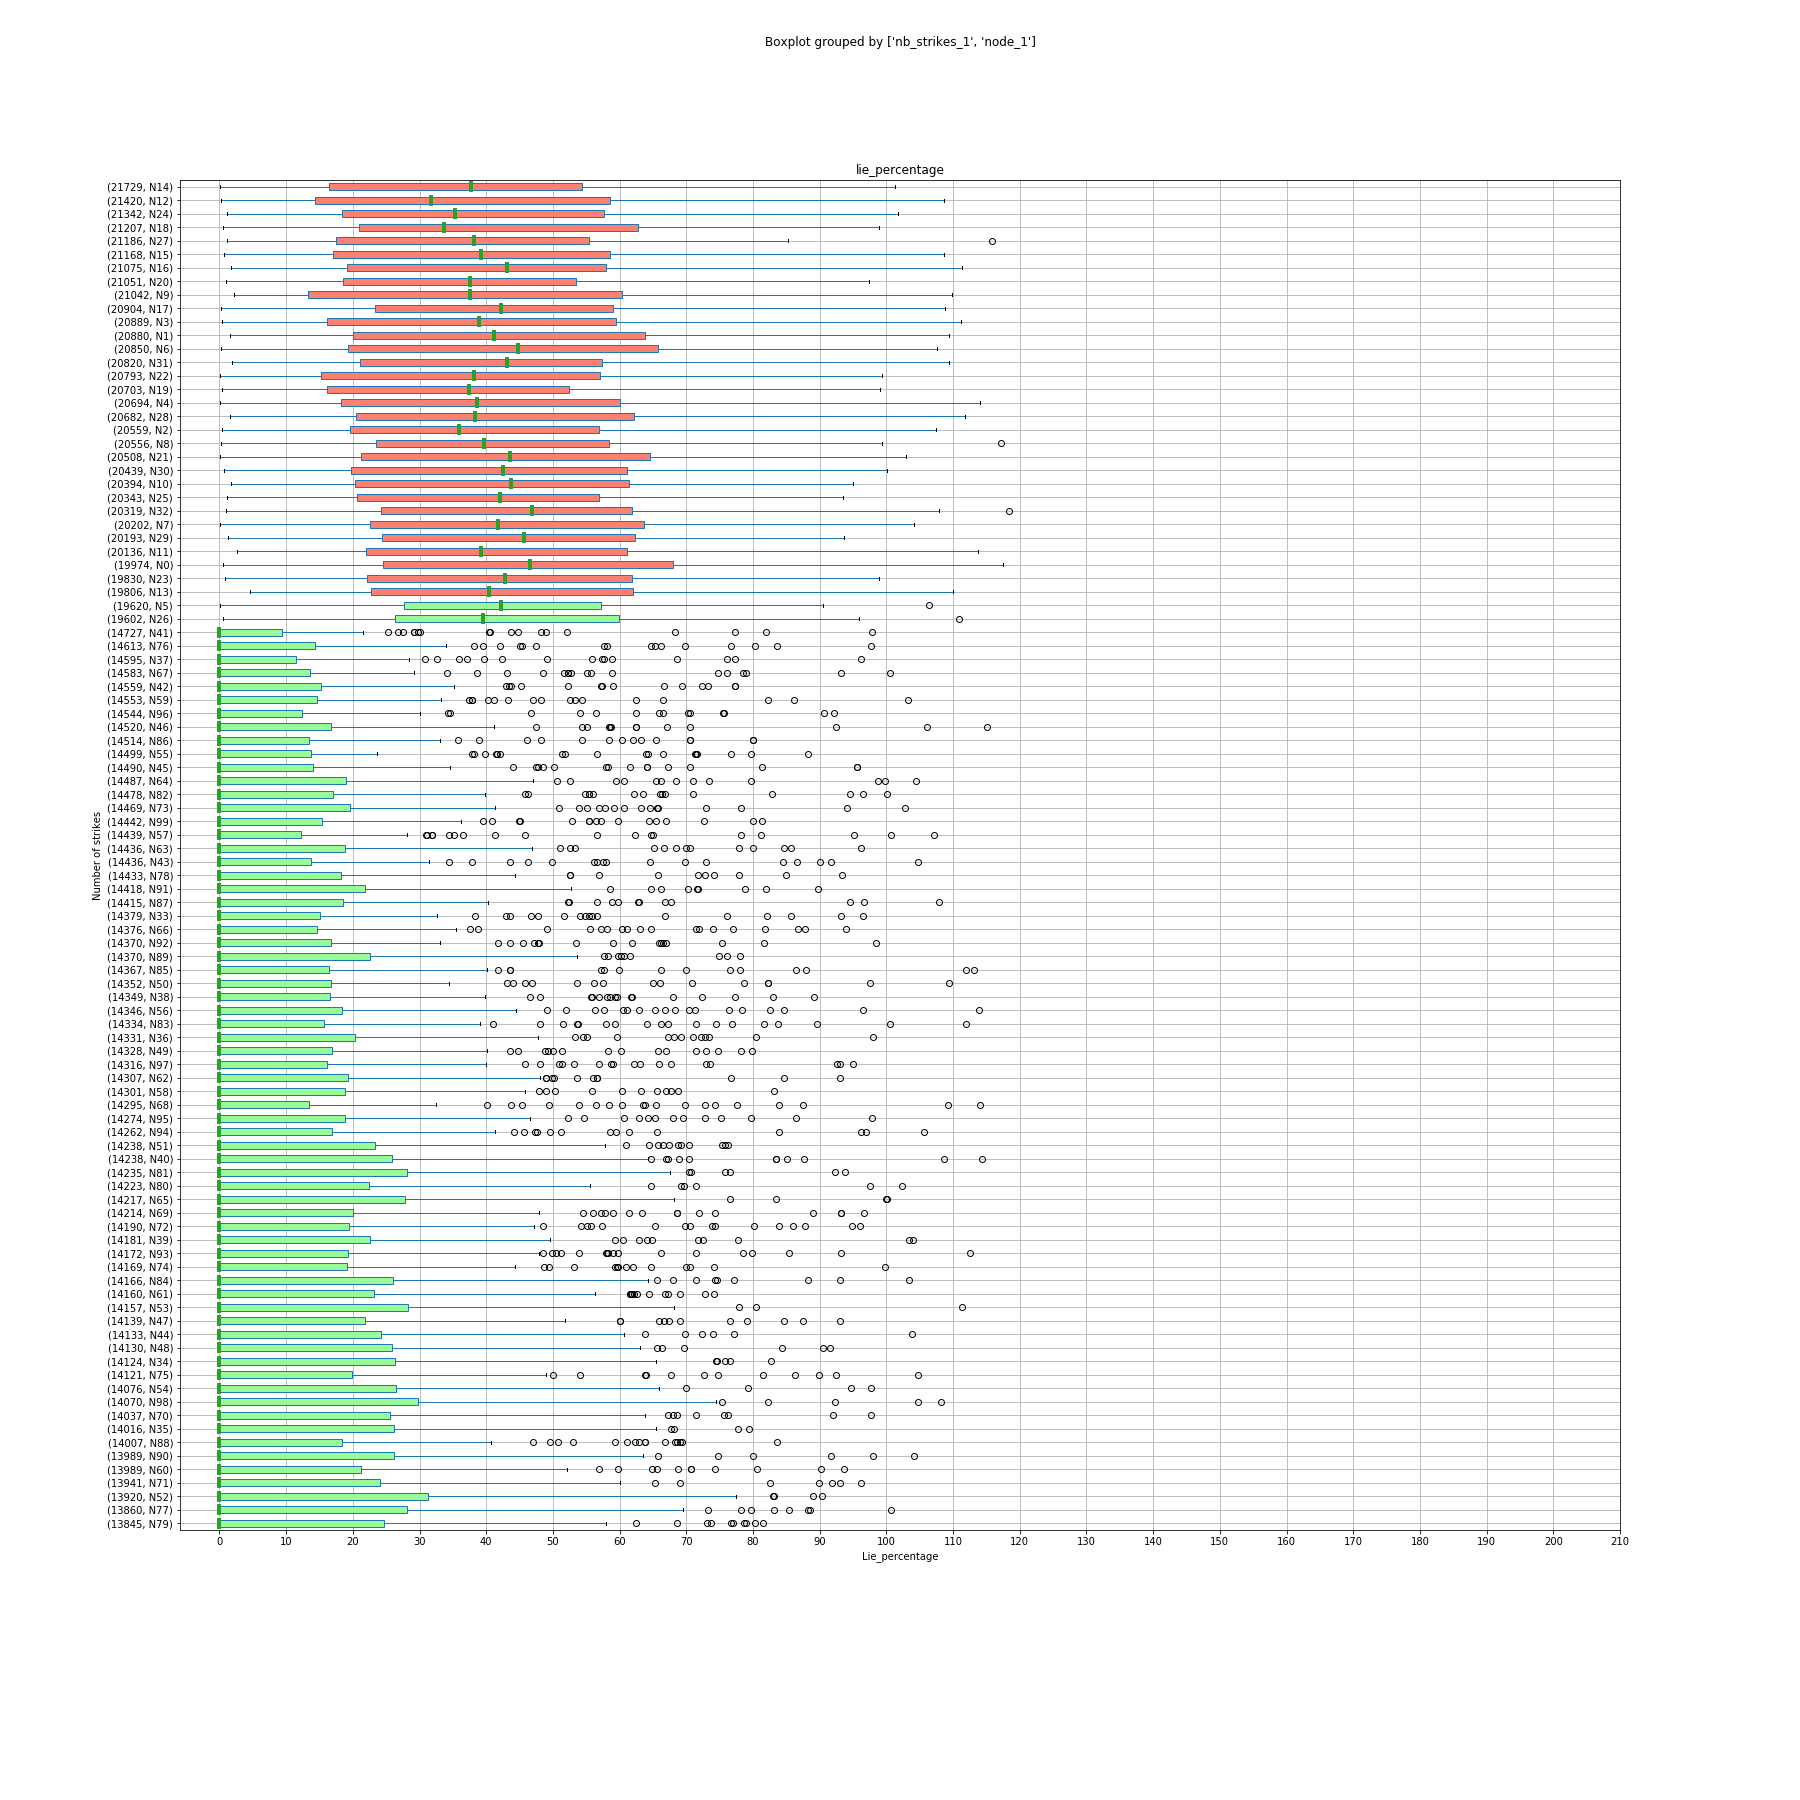 Boxplot grouped by ['nb_strikes_1', 'node_1']
lie_percentage
(21729, N14)
(21420, N12)
(21342, N24)
(21207, N18)
(21186, N27)
(21168, N15)
(21075, N16)
(21051, N20)
(21042, N9)
(20904, N17)
(20889, N3)
(20880, N1)
(20850, N6)
(20820, N31)
(20793, N22)
(20703, N19)
(20694, N4)
(20682, N28)
(20559, N2)
(20556, N8)
(20508, N21)
(20439, N30)
(20394, N10)
(20343, N25)
(20319, N32)
(20202, N7)
(20193, N29)
(20136, N11)
(19974, N0)
(19830, N23)
(19806, N13)
(19620, N5)
(19602, N26)
(14727, N41)
(14613, N76)
(14595, N37)
(14583, N67)
(14559, N42)
(14553, N59)
(14544, N96)
(14520, N46)
(14514, N86)
(14499, N55)
(14490, N45)
(14487, N64)
(14478, N82)
(14469, N73)
(14442, N99)
(14439, N57)
(14436, N63)
(14436, N43)
(14433, N78)
(14418, N91)
(14415, N87)
(14379, N33)
(14376, N66)
(14370, N92)
(14370, N89)
(14367, N85)
(14352, N50)
(14349, N38)
(14346, N56)
(14334, N83)
(14331, N36)
(14328, N49)
(14316, N97)
(14307, N62)
(14301, N58)
(14295, N68)
(14274, N95)
(14262, N94)
(14238, N51)
(14238, N40)
(14235, N81)
(14223, N80)
(14217, N65)
(14214, N69)
(14190, N72)
(14181, N39)
(14172, N93)
(14169, N74)
(14166, N84)
(14160, N61)
(14157, N53)
(14139, N47)
(14133, N44)
(14130, N48)
(14124, N34)
(14121, N75)
(14076, N54)
(14070, N98)
(14037, N70)
(14016, N35)
(14007, N88)
(13989, N90)
(13989, N60)
(13941, N71)
(13920, N52)
(13860, N77)
(13845, N79)
Number of strikes
0 10 20 30 40 50 60 70 80 90 100 110 120 130 140 150 160 170 180 190 200 210
Lie_percentage